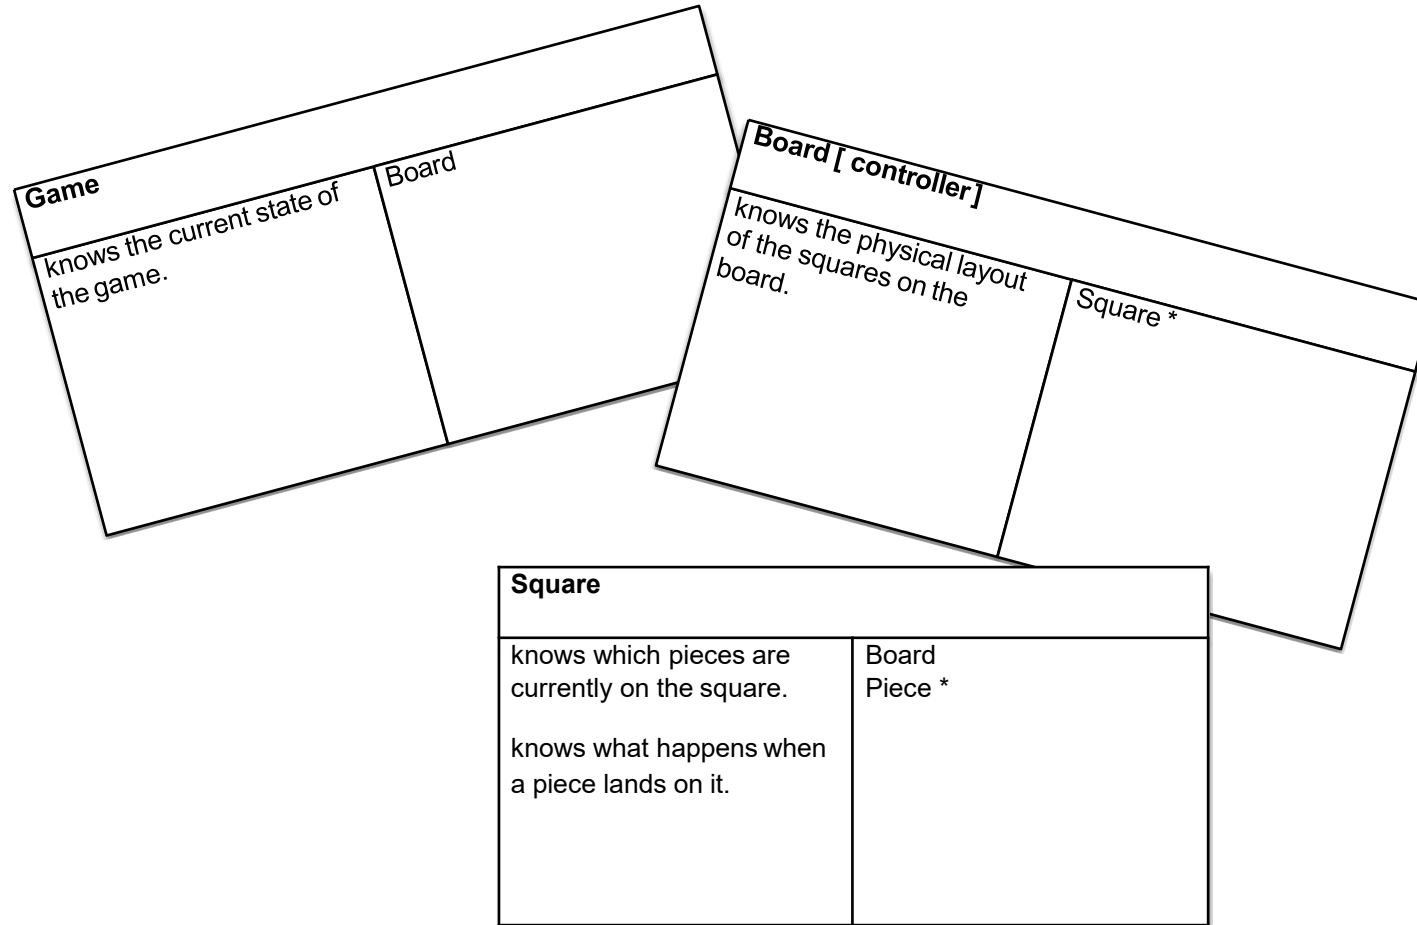 Game
knows the current state of
the game.
Board
Board [ controller ]
knows the physical layout
of the squares on the
board.
Square *
Square
knows which pieces are
currently on the square.
knows what happens when
a piece lands on it.
Board
Piece *